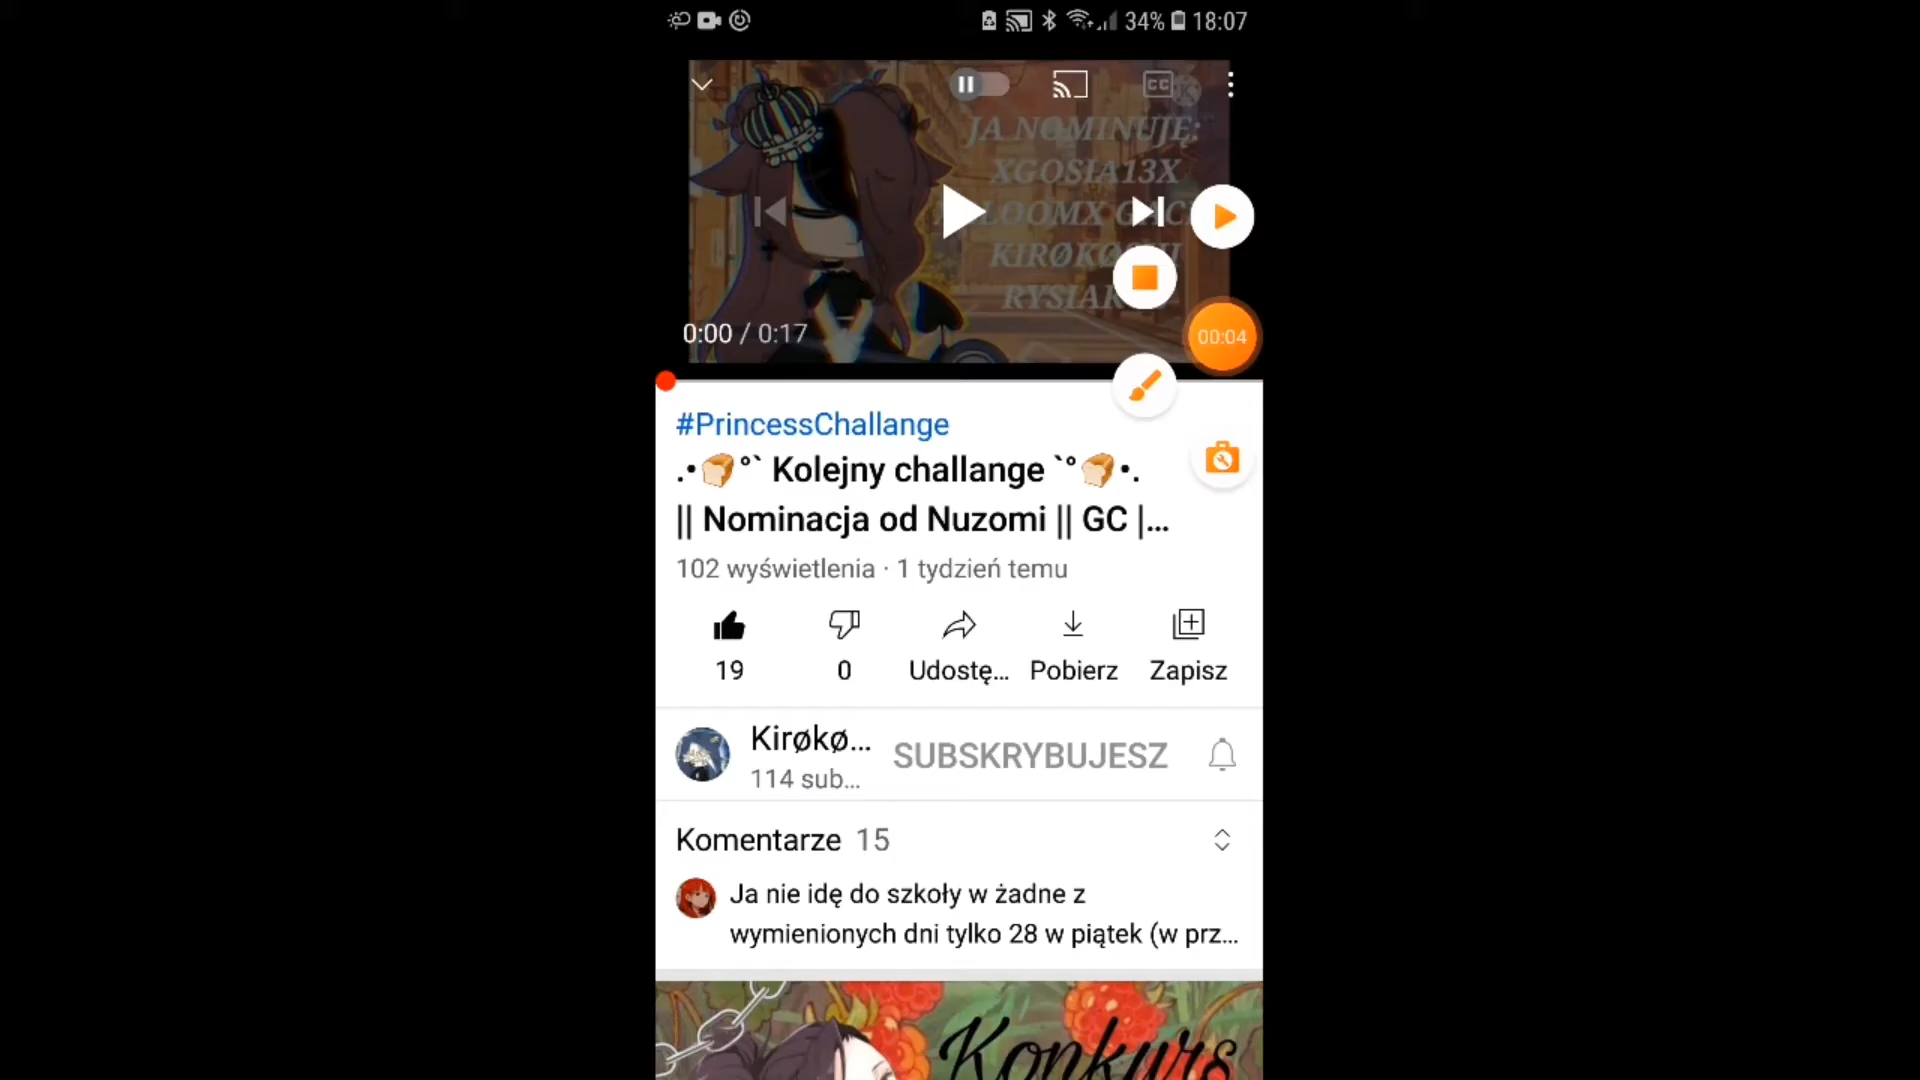 34% 18:07
CC
JA NOMINUJĘ:
XGOSIA13X
0:00 / 0:17
00:04
#PrincessChallange
.•🍞°` Kolejny challange `°🍞•.
|| Nominacja od Nuzomi || GC |...
102 wyświetlenia · 1 tydzień temu
19 0 Udostę... Pobierz Zapisz
Kirøkø... SUBSKRYBUJESZ
114 sub...
Komentarze 15
Ja nie idę do szkoły w żadne z
wymienionych dni tylko 28 w piątek (w prz...
Konkurs